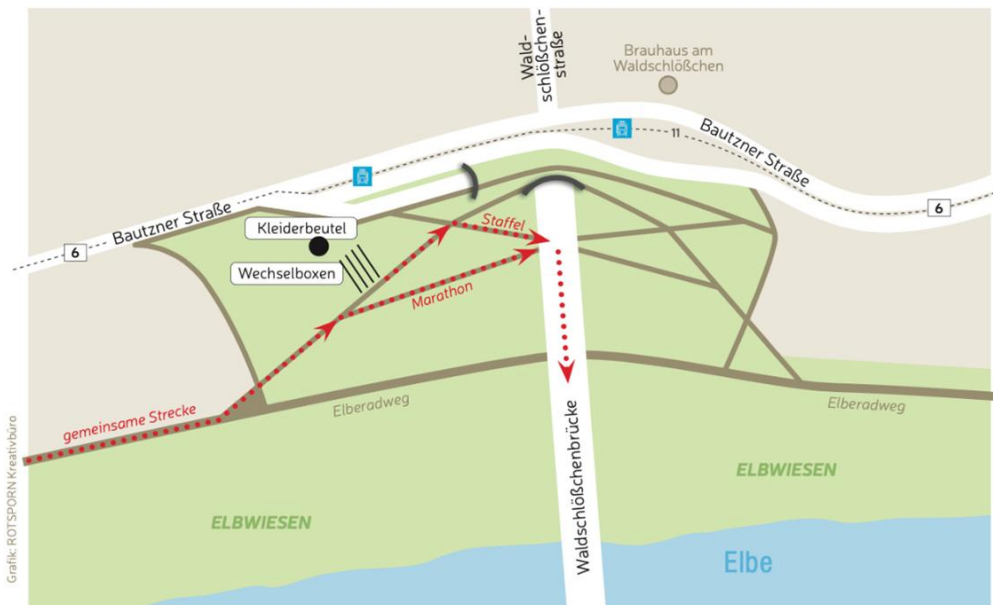 Wald-
schlößchen-
straße
Brauhaus am
Waldschlößchen
11
Bautzner Straße
Bautzner Straße
6
6
Kleiderbeutel
Wechselboxen
Staffel
Marathon
gemeinsame Strecke
Elberadweg
Elberadweg
Waldschlößchenbrücke
ELBWIESEN
ELBWIESEN
Elbe
Grafik: ROTSPORN Kreativbüro